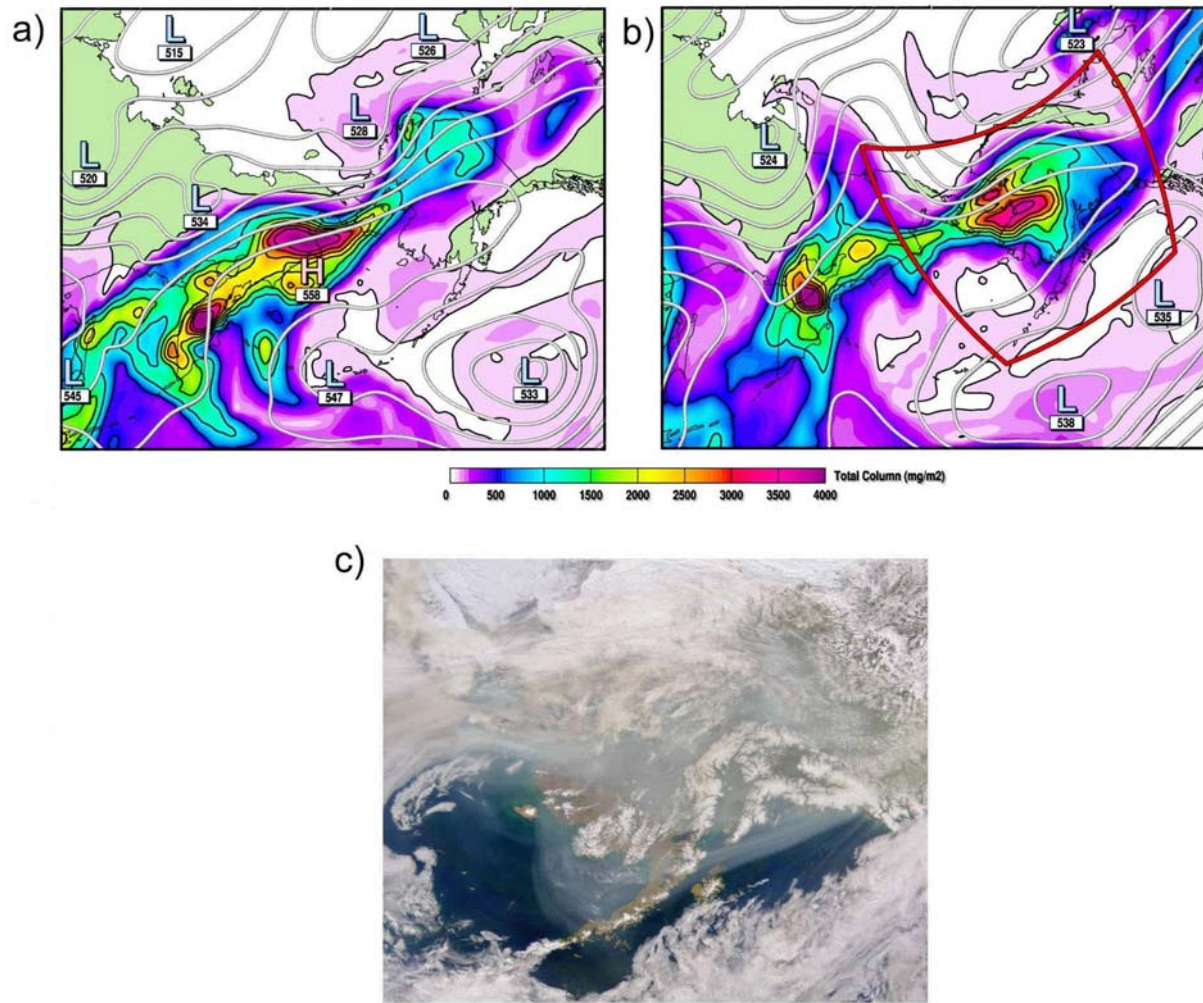 a)
L
515
L
526
L
528
L
520
L
534
H
558
L
545
L
547
L
533
b)
L
523
L
524
L
535
L
538
0 500 1000 1500 2000 2500 3000 3500 4000
Total Column (mg/m2)
c)